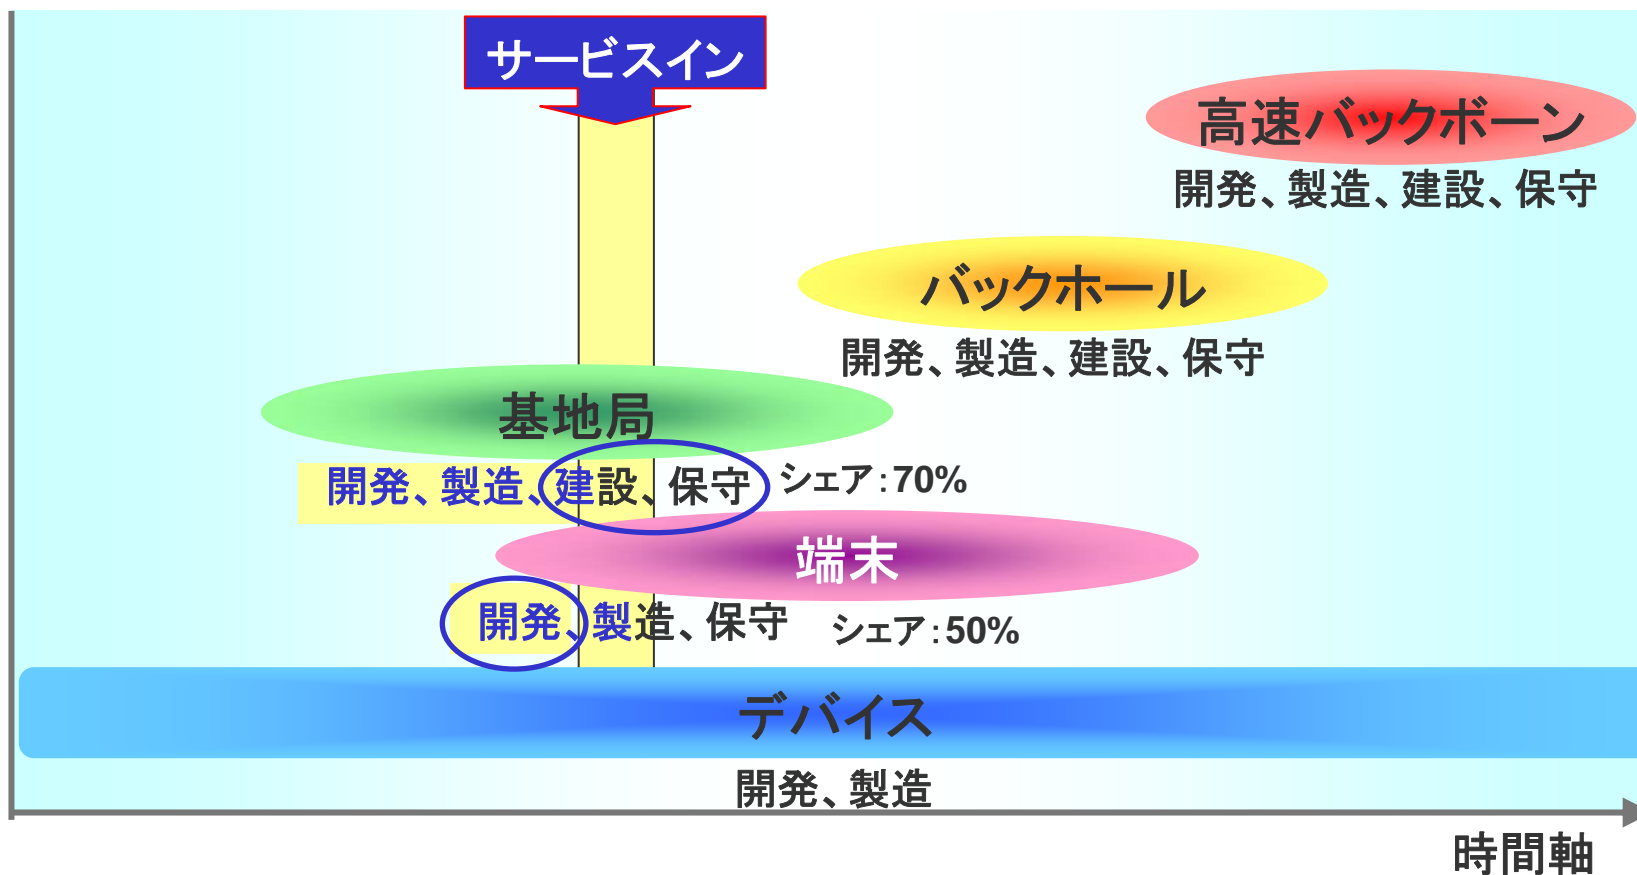 サービスイン
高速バックボーン
開発、製造、建設、保守
バックホール
開発、製造、建設、保守
基地局
開発、製造、建設、保守 シェア：70%
端末
開発、製造、保守 シェア：50%
デバイス
開発、製造
時間軸